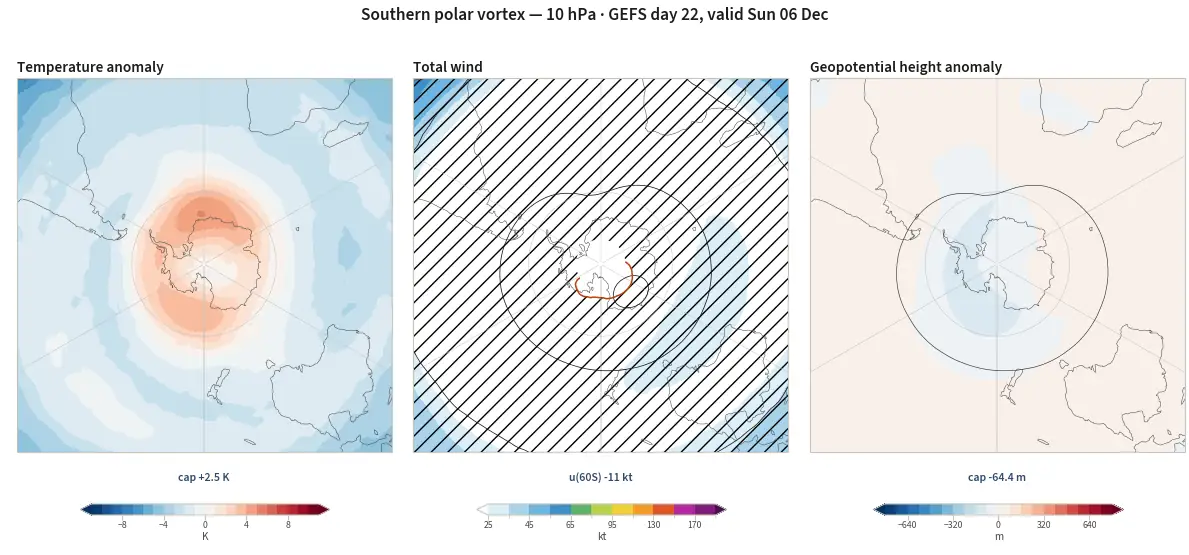 Southern polar vortex — 10 hPa · GEFS day 22, valid Sun 06 Dec
Temperature anomaly
Total wind
Geopotential height anomaly
cap +2.5 K
u(60S) -11 kt
cap -64.4 m
−8 −4 0 4 8
K
25 45 65 95 130 170
kt
−640 −320 0 320 640
m